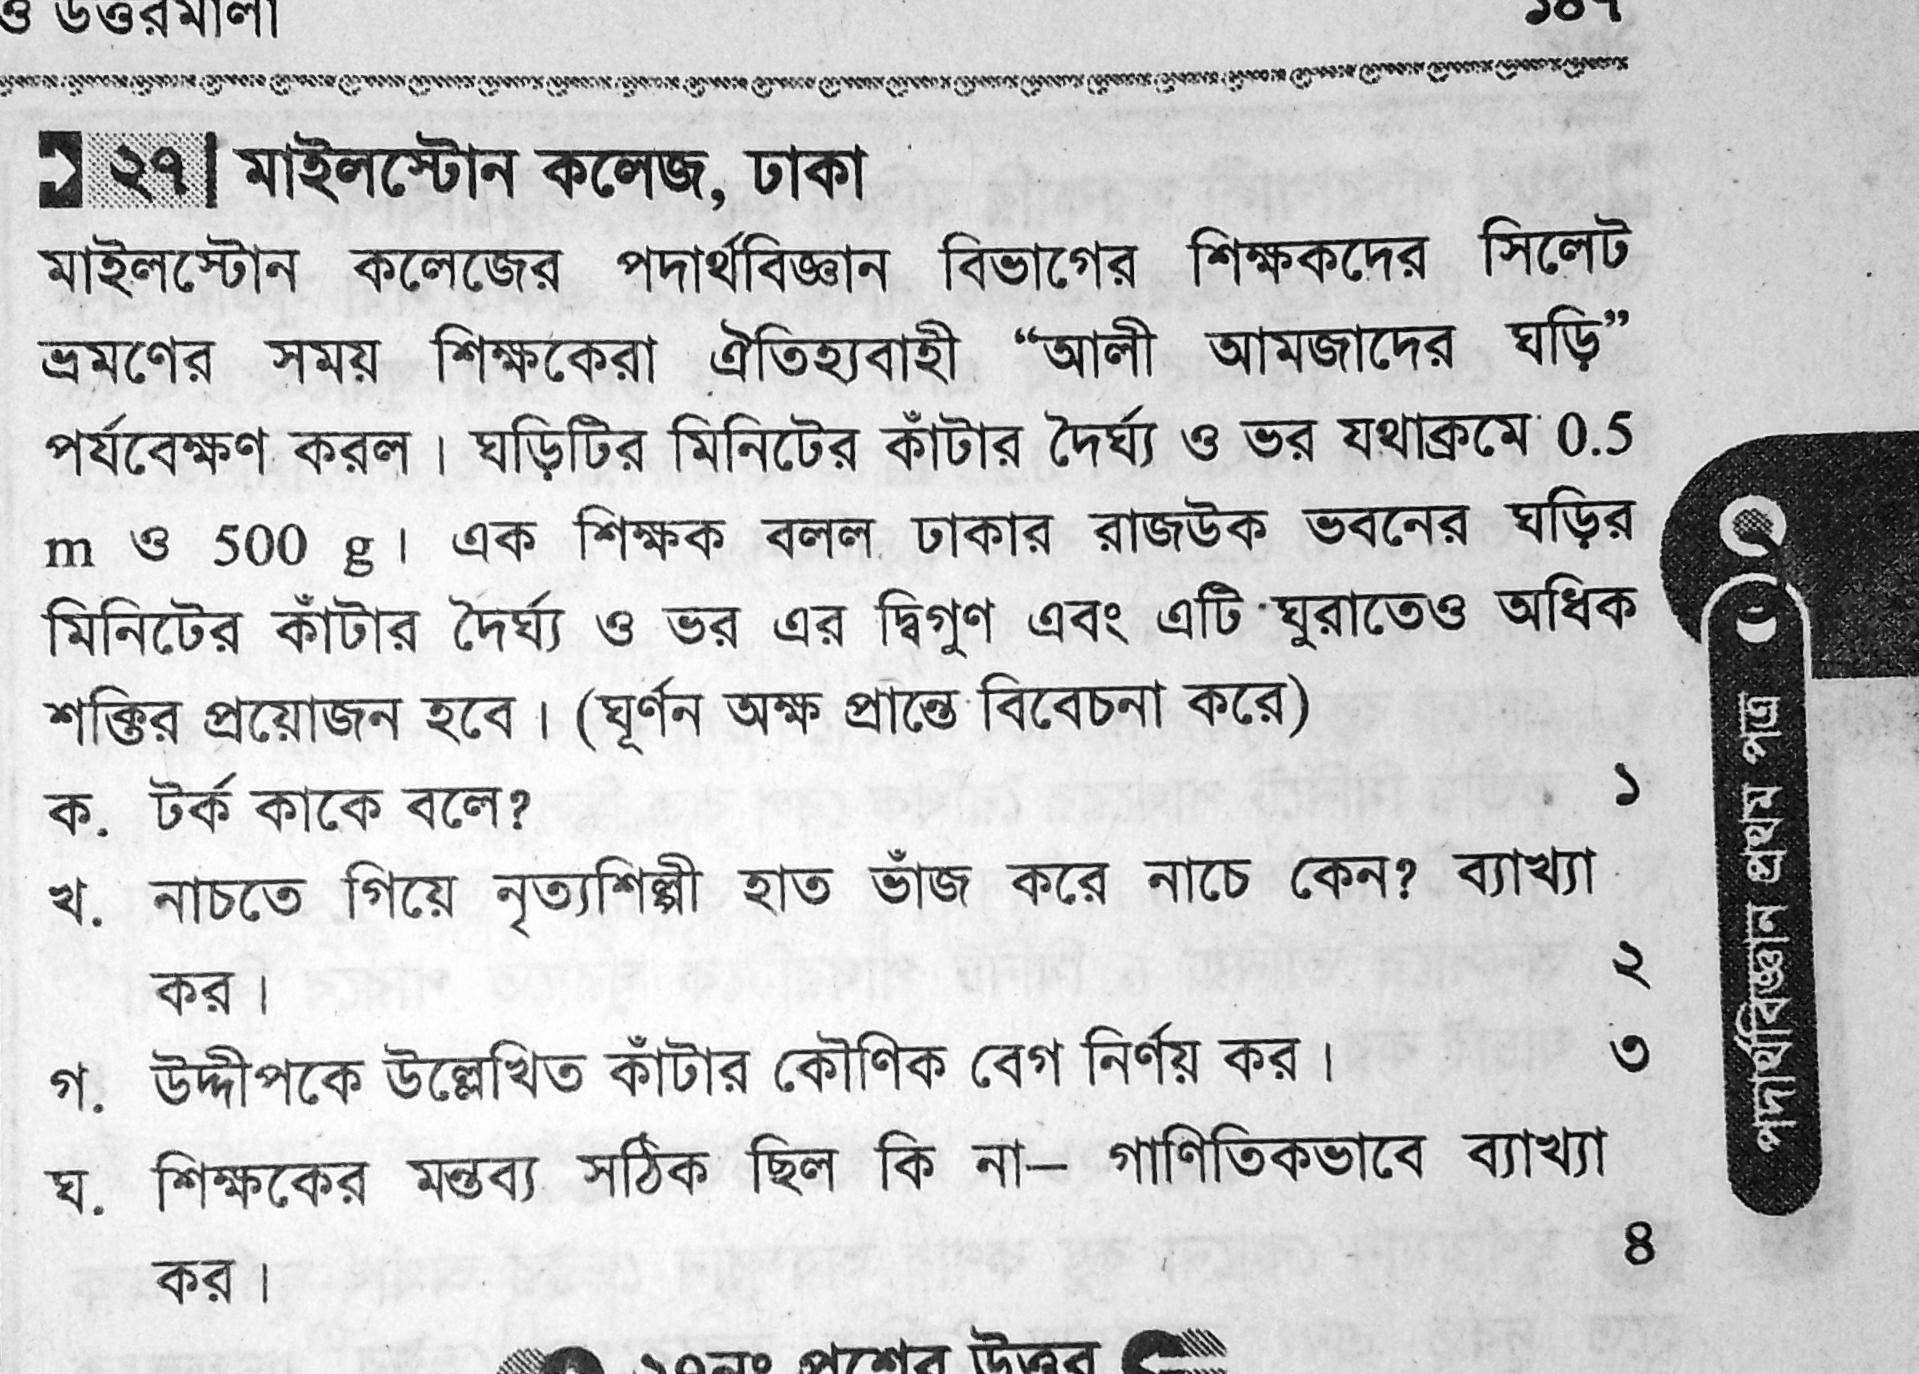 ও উত্তরমালা
২৭ মাইলস্টোন কলেজ, ঢাকা
মাইলস্টোন কলেজের পদার্থবিজ্ঞান বিভাগের শিক্ষকদের সিলেট
ভ্রমণের সময় শিক্ষকেরা ঐতিহ্যবাহী “আলী আমজাদের ঘড়ি”
পর্যবেক্ষণ করল। ঘড়িটির মিনিটের কাঁটার দৈর্ঘ্য ও ভর যথাক্রমে 0.5
m ও 500 g। এক শিক্ষক বলল ঢাকার রাজউক ভবনের ঘড়ির
মিনিটের কাঁটার দৈর্ঘ্য ও ভর এর দ্বিগুণ এবং এটি ঘুরাতেও অধিক
শক্তির প্রয়োজন হবে। (ঘূর্ণন অক্ষ প্রান্তে বিবেচনা করে)
ক. টর্ক কাকে বলে? ১
খ. নাচতে গিয়ে নৃত্যশিল্পী হাত ভাঁজ করে নাচে কেন? ব্যাখ্যা
কর। ২
গ. উদ্দীপকে উল্লেখিত কাঁটার কৌণিক বেগ নির্ণয় কর। ৩
ঘ. শিক্ষকের মন্তব্য সঠিক ছিল কি না– গাণিতিকভাবে ব্যাখ্যা
কর। ৪
২৭নং প্রশ্নের উত্তর
পদার্থবিজ্ঞান প্রথম পত্র